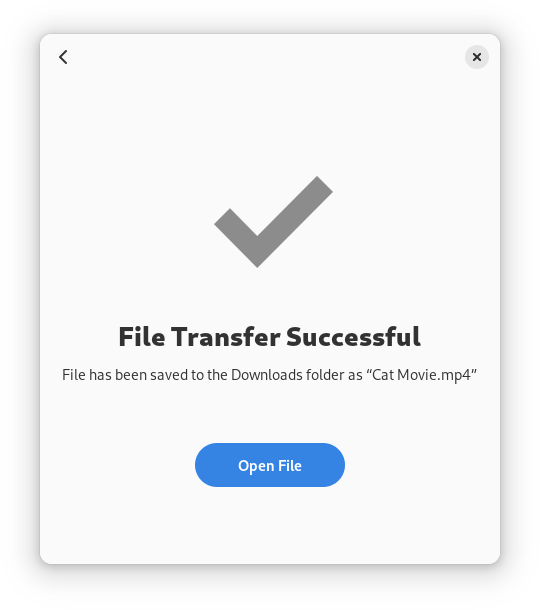 File Transfer Successful
File has been saved to the Downloads folder as “Cat Movie.mp4”
Open File